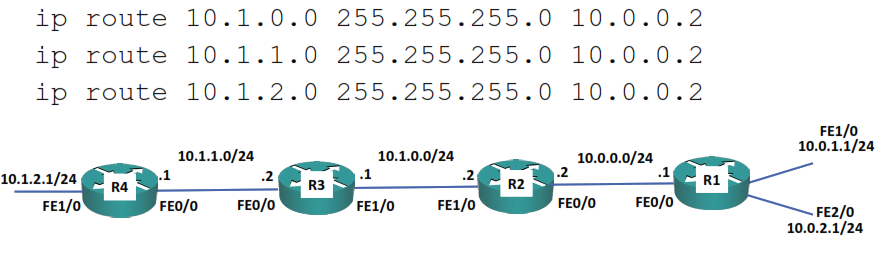 ip route 10.1.0.0 255.255.255.0 10.0.0.2
ip route 10.1.1.0 255.255.255.0 10.0.0.2
ip route 10.1.2.0 255.255.255.0 10.0.0.2
FE1/0
10.0.1.1/24
10.1.1.0/24 10.1.0.0/24 10.0.0.0/24
10.1.2.1/24 R4 .1 .2 R3 .1 .2 R2 .2 .1 R1
FE1/0 FE0/0 FE0/0 FE1/0 FE1/0 FE0/0 FE0/0 FE2/0
10.0.2.1/24